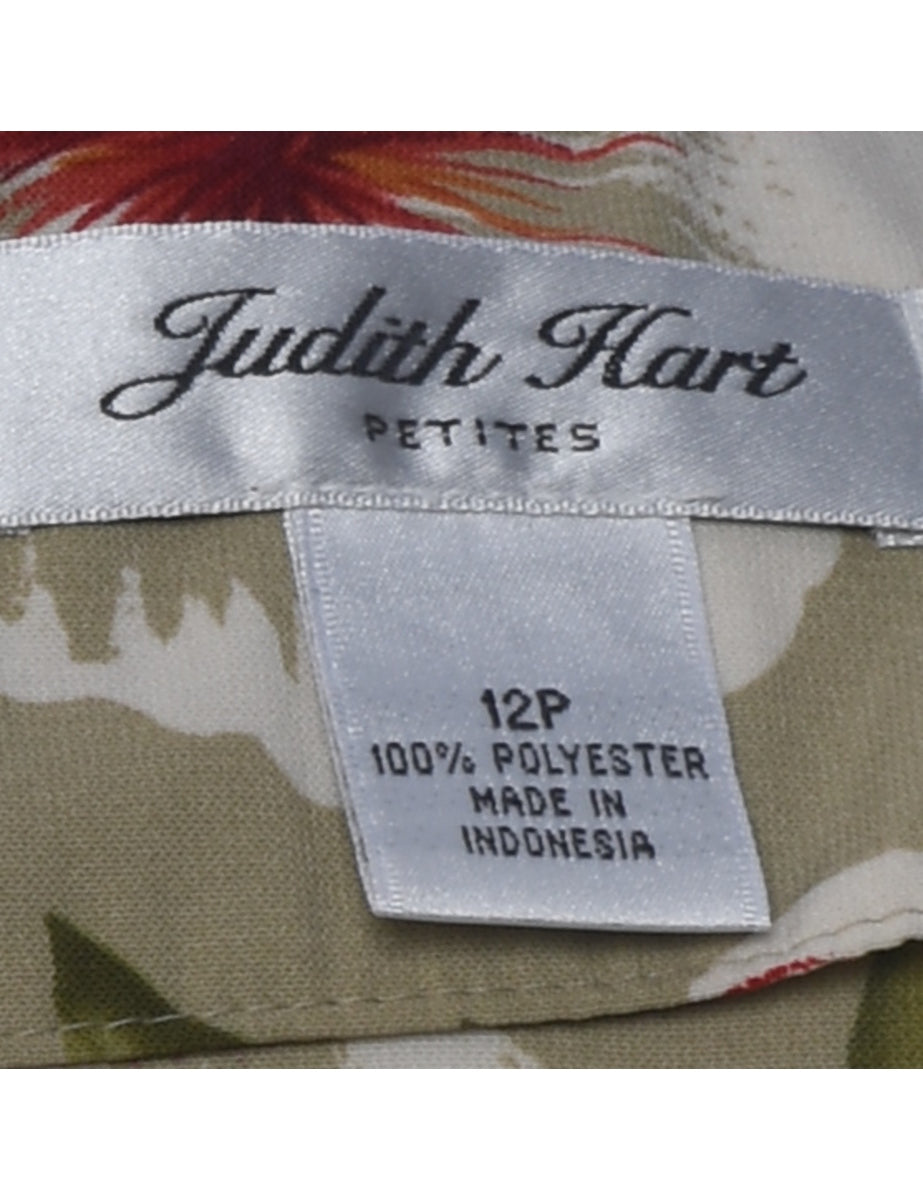 Judith Hart
PETITES
12P
100% POLYESTER
MADE IN
INDONESIA